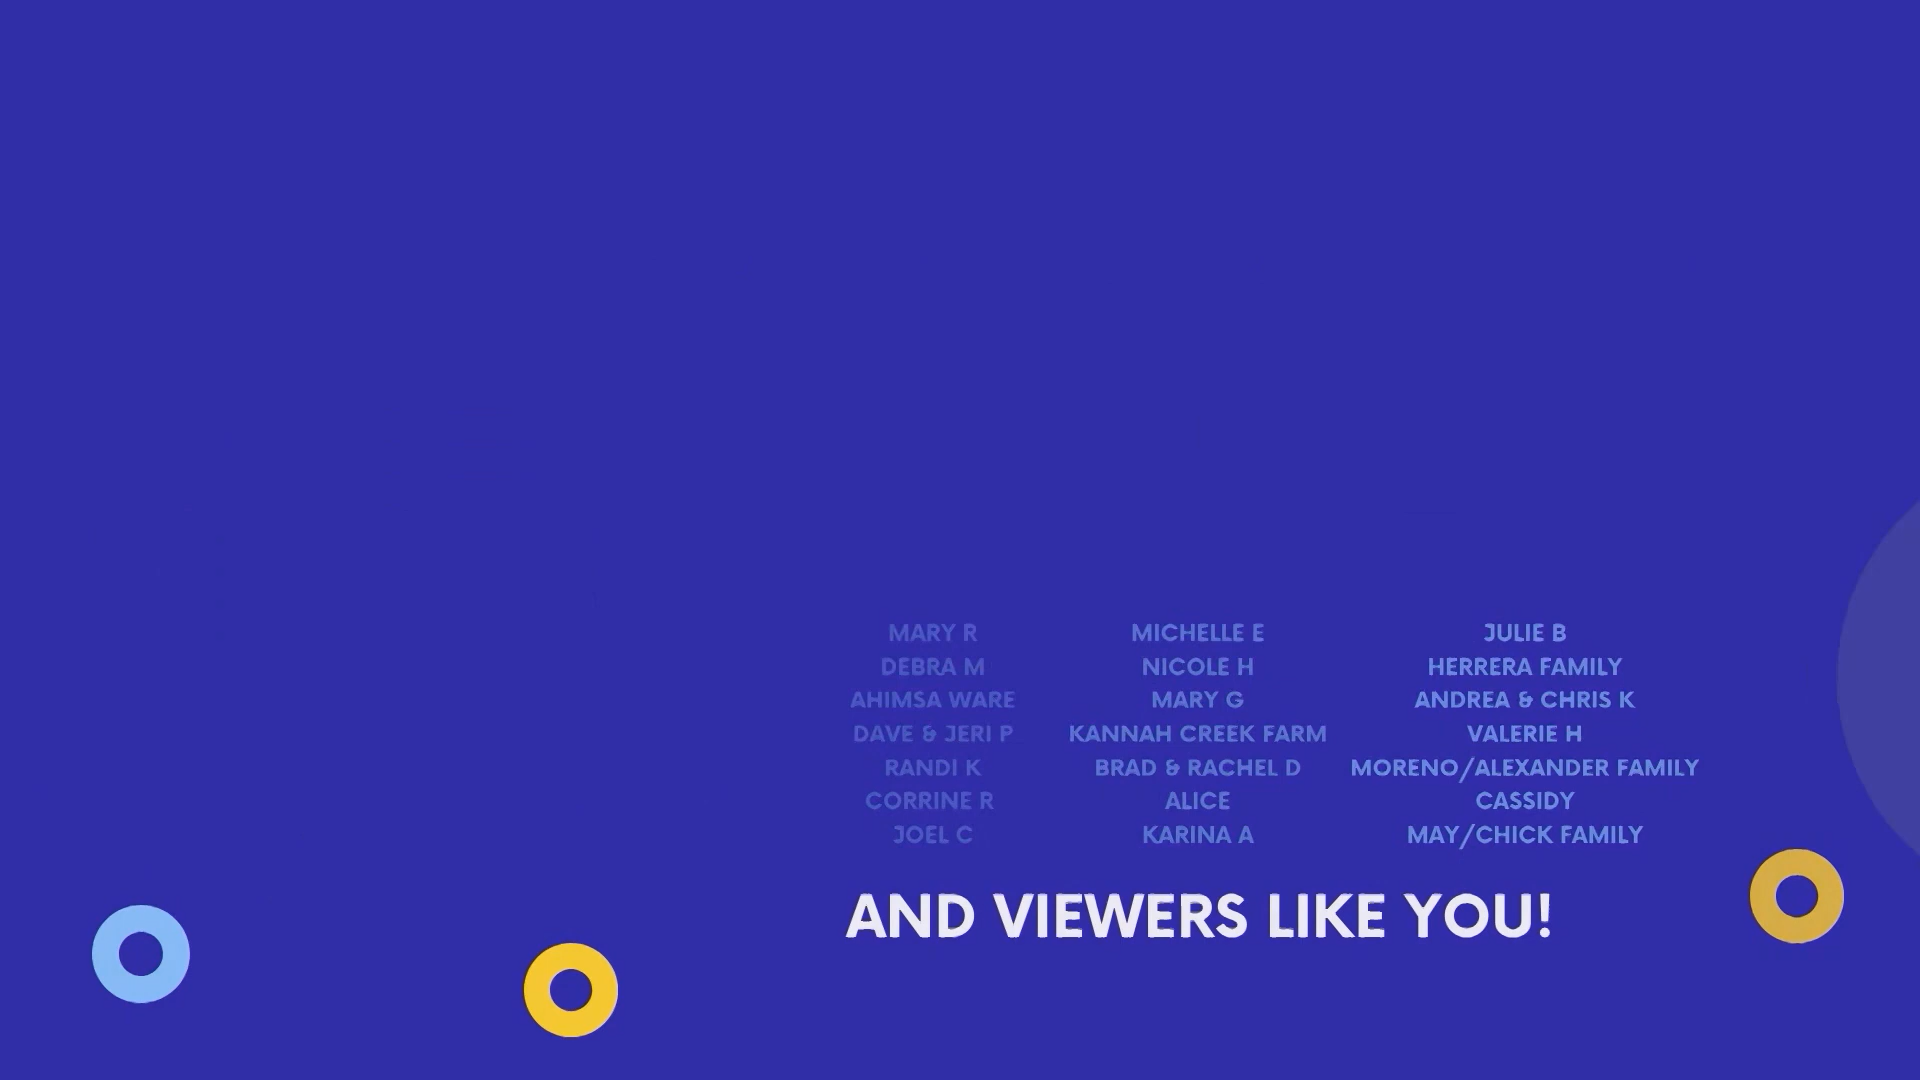 MARY R
DEBRA M
AHIMSA WARE
DAVE & JERI P
RANDI K
CORRINE R
JOEL C
MICHELLE E
NICOLE H
MARY G
KANNAH CREEK FARM
BRAD & RACHEL D
ALICE
KARINA A
JULIE B
HERRERA FAMILY
ANDREA & CHRIS K
VALERIE H
MORENO/ALEXANDER FAMILY
CASSIDY
MAY/CHICK FAMILY
AND VIEWERS LIKE YOU!